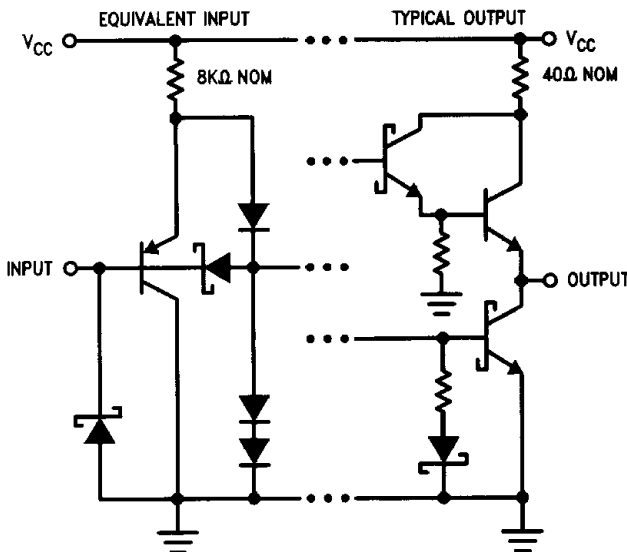 EQUIVALENT INPUT
TYPICAL OUTPUT
VCC
VCC
8KΩ NOM
40Ω NOM
INPUT
OUTPUT